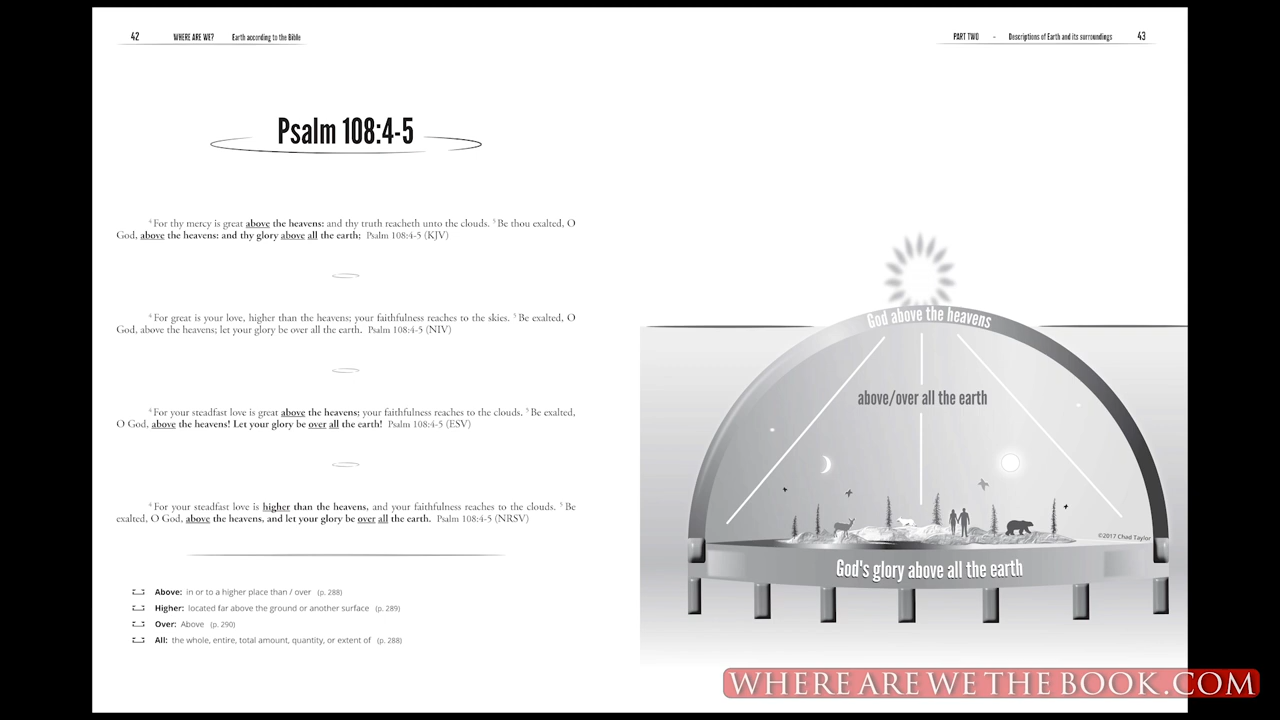 42 WHERE ARE WE? Earth according to the Bible
PART TWO - Descriptions of Earth and its surroundings 43
Psalm 108:4-5
4 For thy mercy is great above the heavens: and thy truth reacheth unto the clouds. 5 Be thou exalted, O
God, above the heavens: and thy glory above all the earth; Psalm 108:4-5 (KJV)
4 For great is your love, higher than the heavens; your faithfulness reaches to the skies. 5 Be exalted, O
God, above the heavens; let your glory be over all the earth. Psalm 108:4-5 (NIV)
4 For your steadfast love is great above the heavens; your faithfulness reaches to the clouds. 5 Be exalted,
O God, above the heavens! Let your glory be over all the earth! Psalm 108:4-5 (ESV)
4 For your steadfast love is higher than the heavens, and your faithfulness reaches to the clouds. 5 Be
exalted, O God, above the heavens, and let your glory be over all the earth. Psalm 108:4-5 (NRSV)
Above: in or to a higher place than / over (p. 288)
Higher: located far above the ground or another surface (p. 289)
Over: Above (p. 290)
All: the whole, entire, total amount, quantity, or extent of (p. 288)
God above the heavens
above/over all the earth
©2017 Chad Taylor
God's glory above all the earth
WHEREAREWETHEBOOK.COM